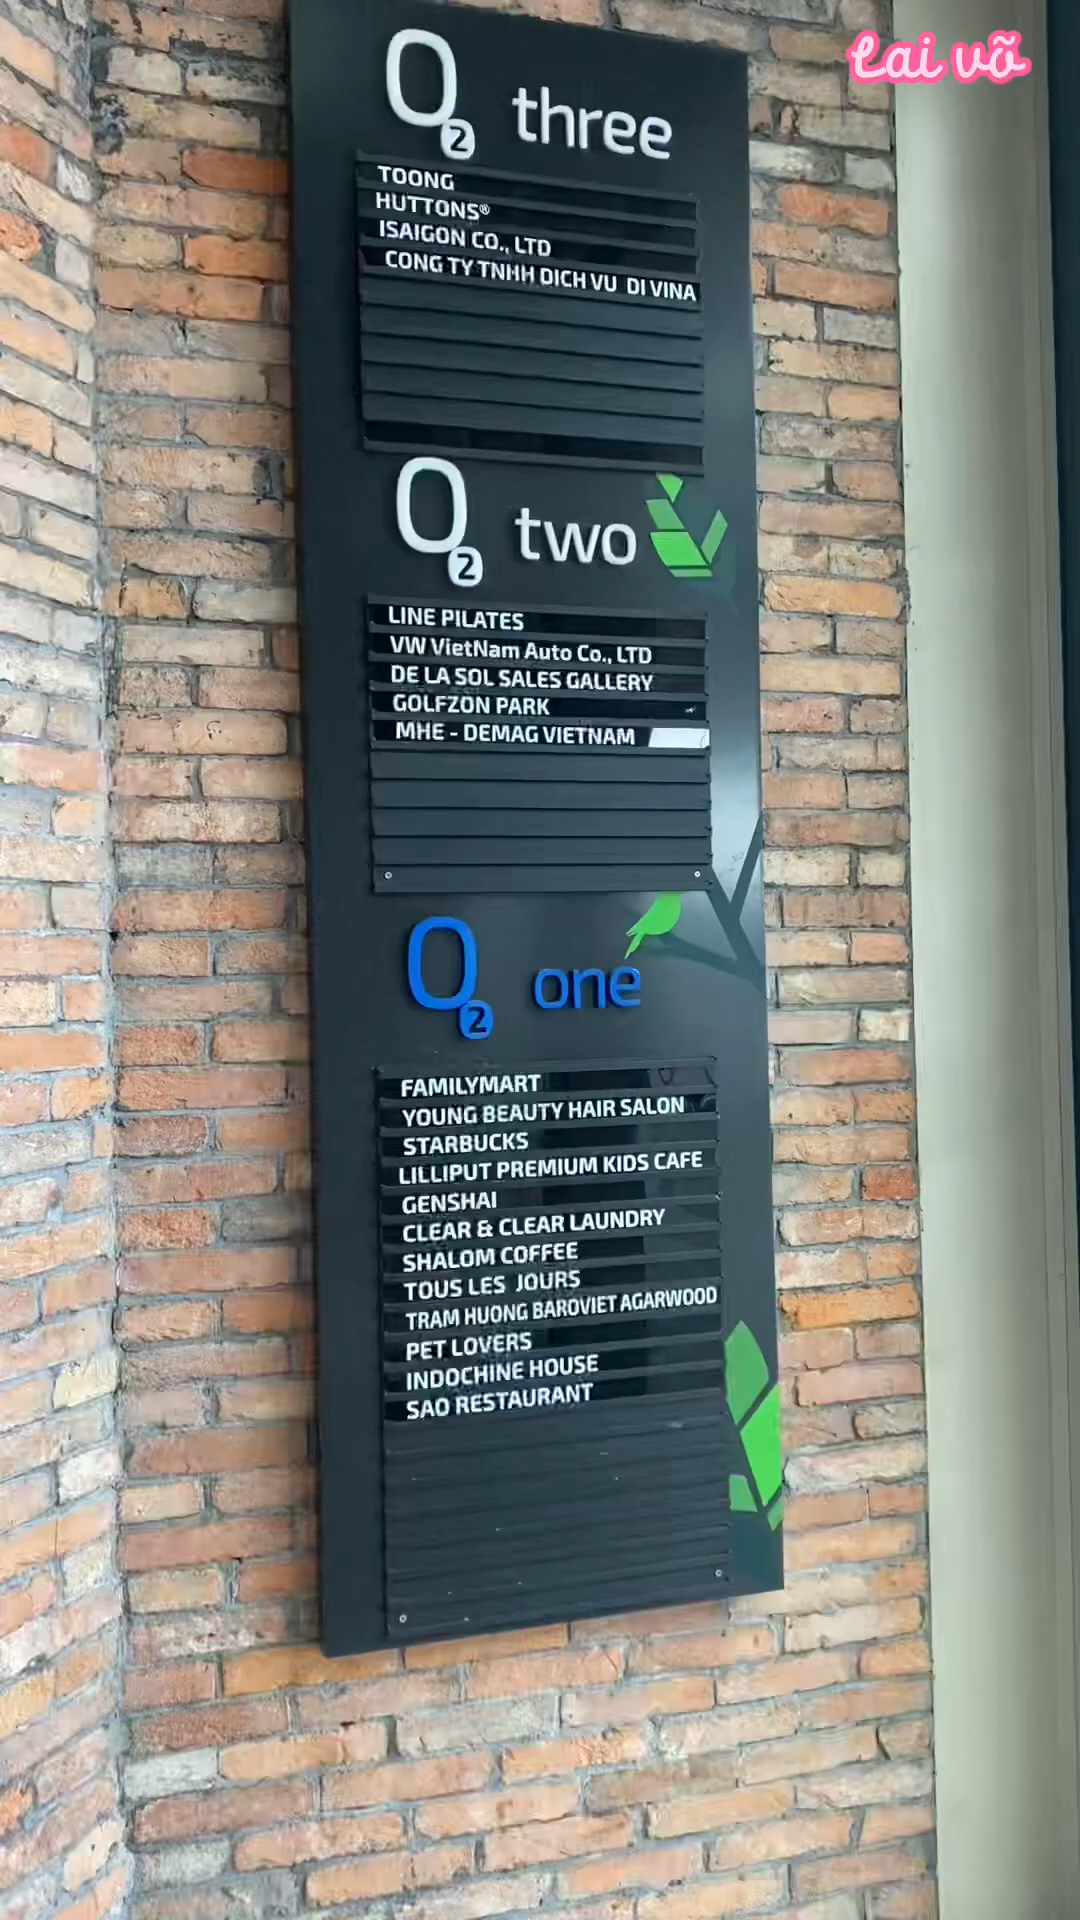 Lai võ
O2 three
TOONG
HUTTONS®
ISAIGON CO., LTD
CONG TY TNHH DICH VU DI VINA
O2 two
LINE PILATES
VW VietNam Auto Co., LTD
DE LA SOL SALES GALLERY
GOLFZON PARK
MHE - DEMAG VIETNAM
O2 one
FAMILYMART
YOUNG BEAUTY HAIR SALON
STARBUCKS
LILLIPUT PREMIUM KIDS CAFE
GENSHAI
CLEAR & CLEAR LAUNDRY
SHALOM COFFEE
TOUS LES JOURS
TRAM HUONG BAROVIET AGARWOOD
PET LOVERS
INDOCHINE HOUSE
SAO RESTAURANT